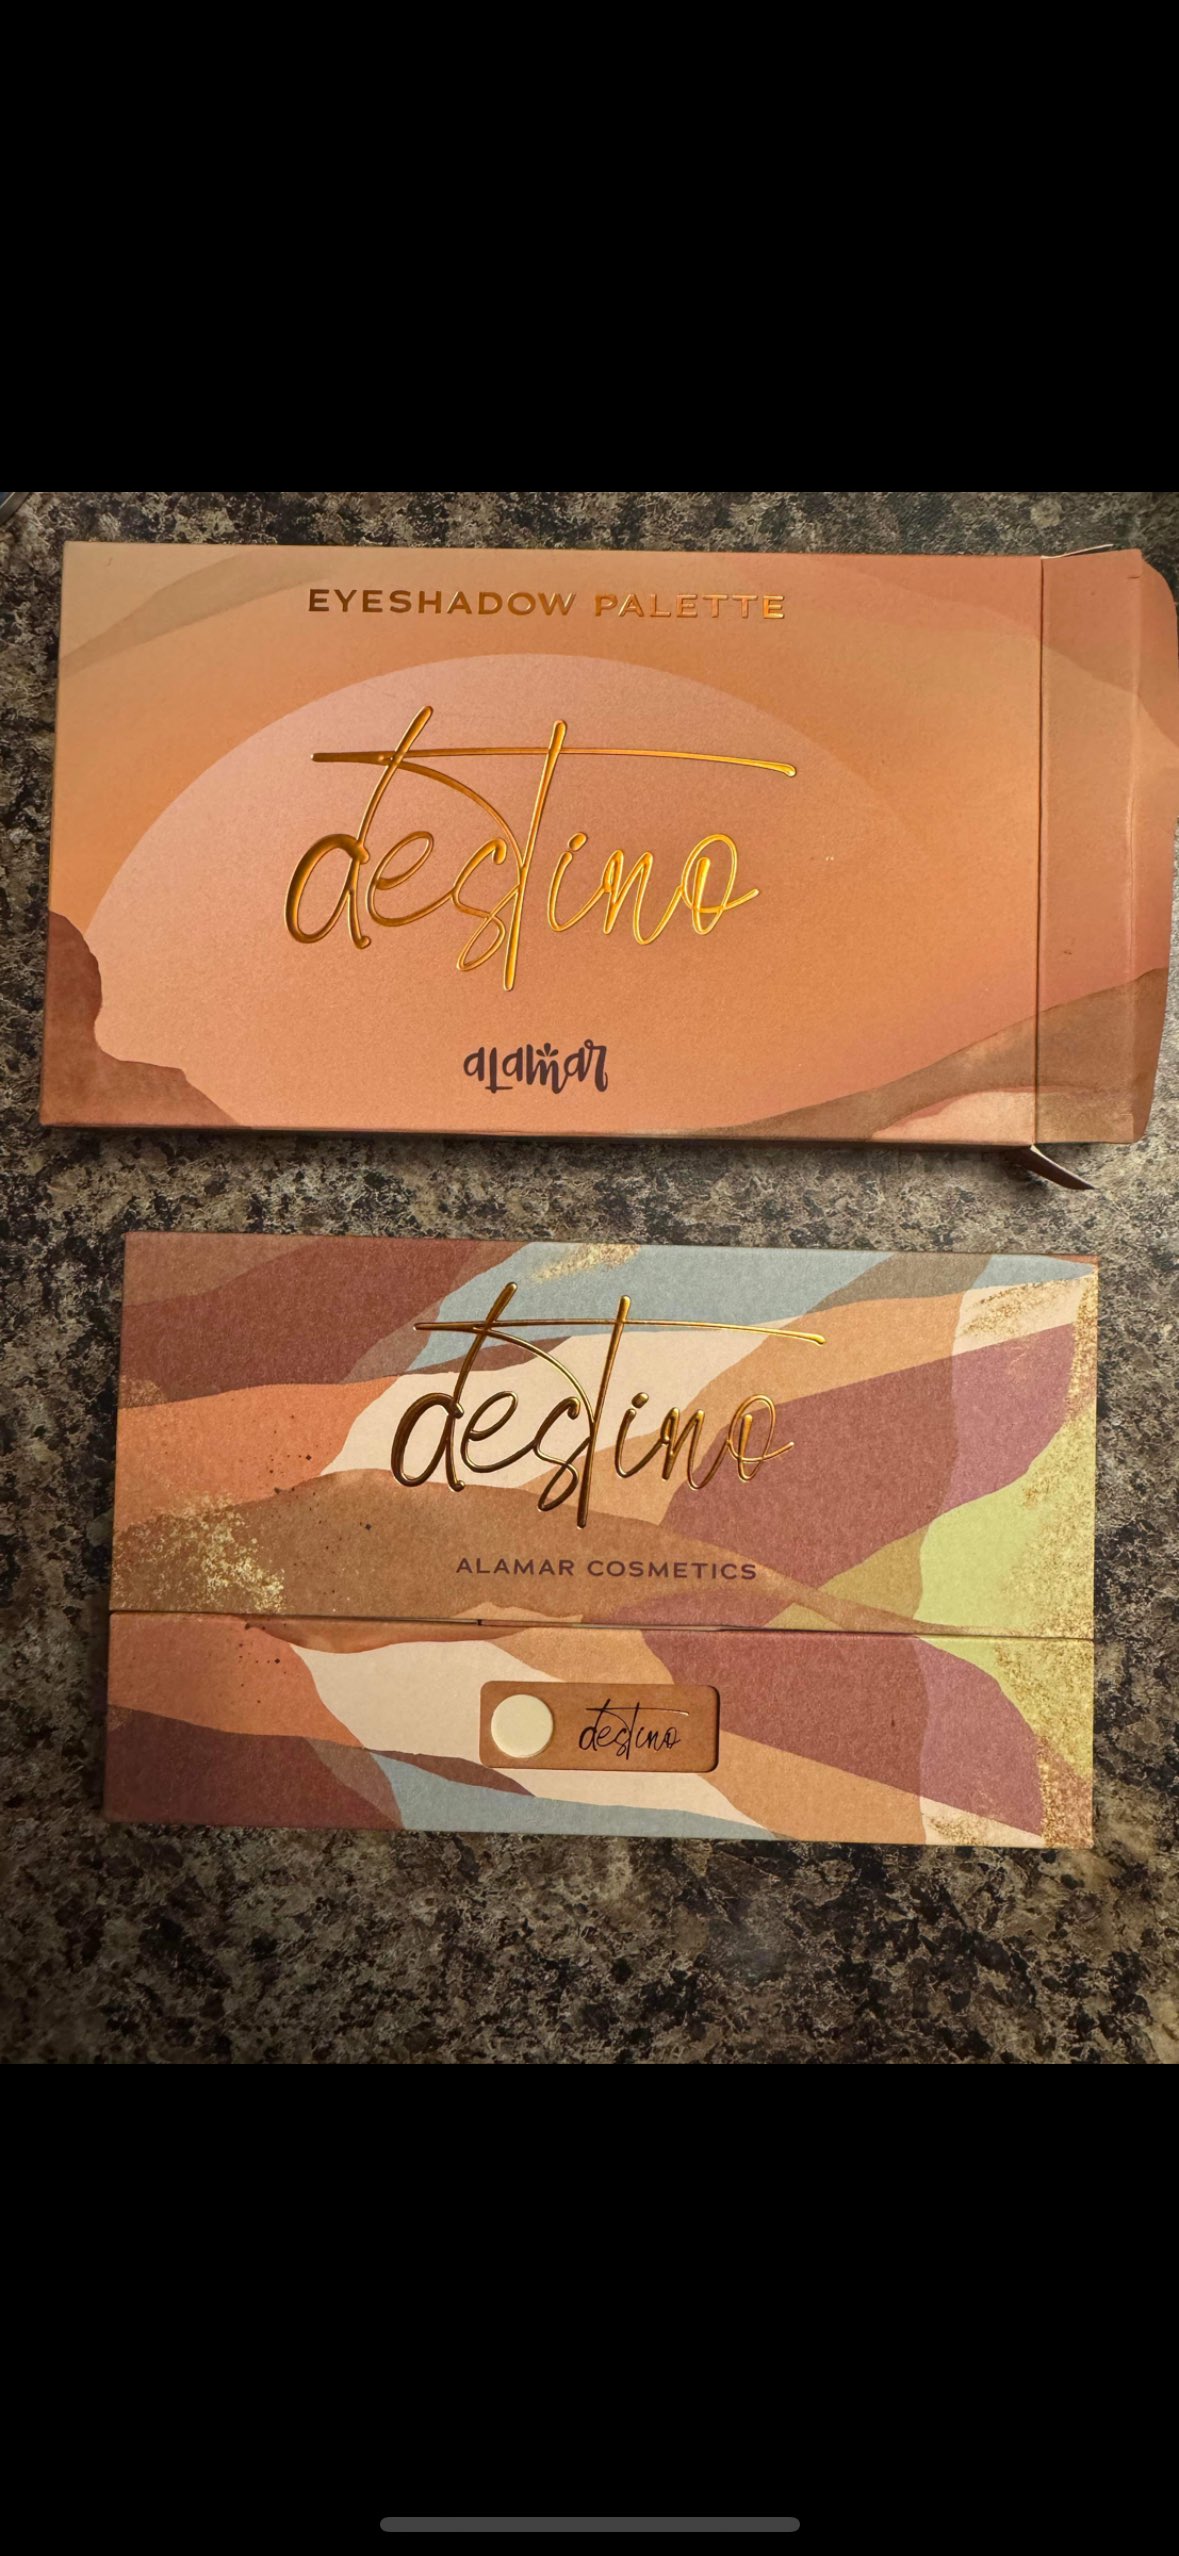 EYESHADOW PALETTE
destino
aLamar
destino
ALAMAR COSMETICS
destino